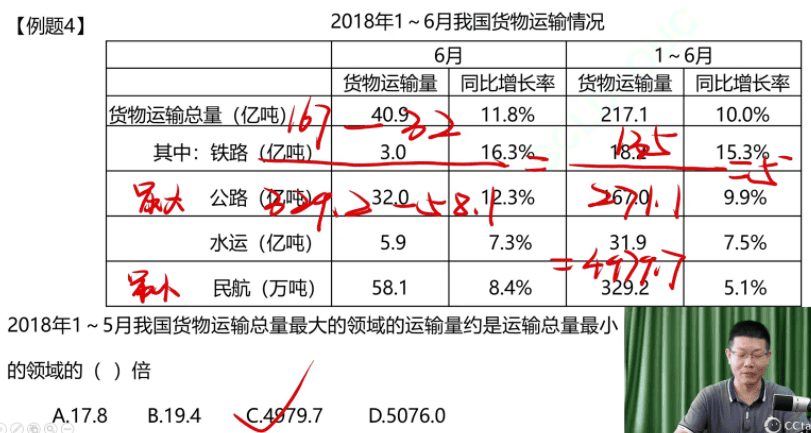 【例题4】
2018年1～6月我国货物运输情况
6月 1～6月
货物运输量 同比增长率 货物运输量 同比增长率
货物运输总量（亿吨） 40.9 11.8% 217.1 10.0%
167 - 32 = 135 = 5
其中：铁路（亿吨） 3.0 16.3% 18.2 15.3%
最大 公路（亿吨） 32.0 12.3% 167.0 9.9%
329.2 - 58.1 271.1
水运（亿吨） 5.9 7.3% 31.9 7.5%
= 4979.7
最小 民航（万吨） 58.1 8.4% 329.2 5.1%
2018年1～5月我国货物运输总量最大的领域的运输量约是运输总量最小
的领域的（ ）倍
A.17.8 B.19.4 C.4979.7 D.5076.0